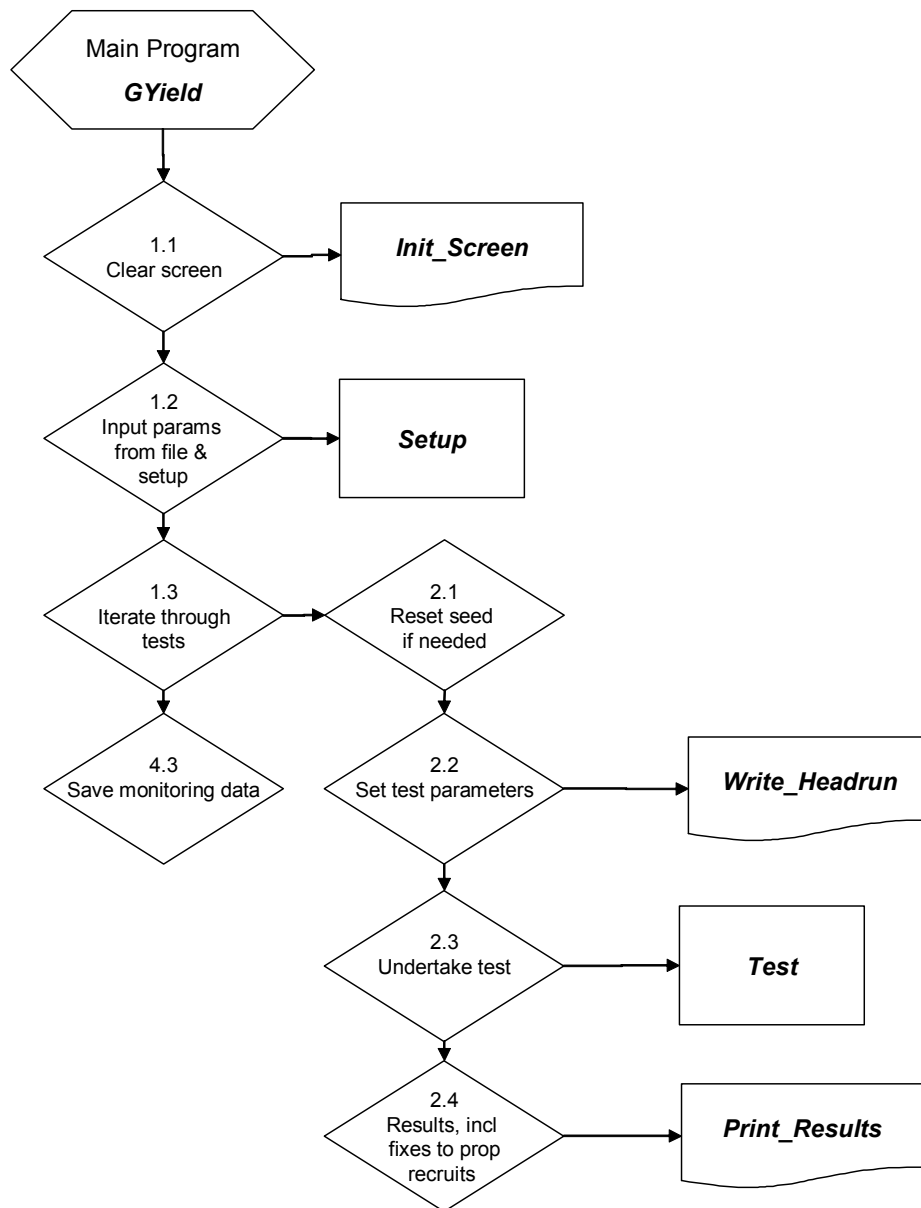 Main Program
GYield
1.1
Clear screen
Init_Screen
1.2
Input params
from file &
setup
Setup
1.3
Iterate through
tests
2.1
Reset seed
if needed
4.3
Save monitoring data
2.2
Set test parameters
Write_Headrun
2.3
Undertake test
Test
2.4
Results, incl
fixes to prop
recruits
Print_Results